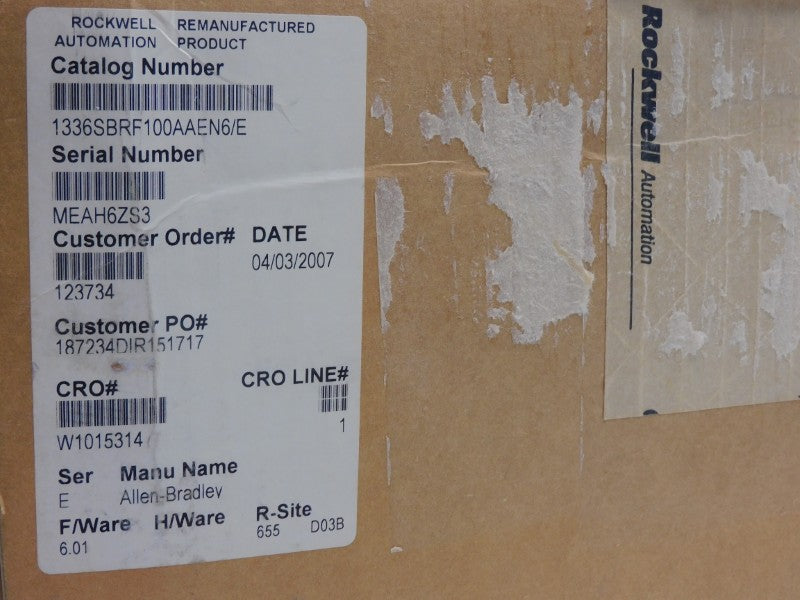 ROCKWELL REMANUFACTURED
AUTOMATION PRODUCT
Catalog Number
1336SBRF100AAEN6/E
Serial Number
MEAH6ZS3
Customer Order# DATE
04/03/2007
123734
Customer PO#
187234DIR151717
CRO# CRO LINE#
W1015314 1
Ser Manu Name
E Allen-Bradley
F/Ware H/Ware R-Site
6.01 655 D03B
Rockwell Automation